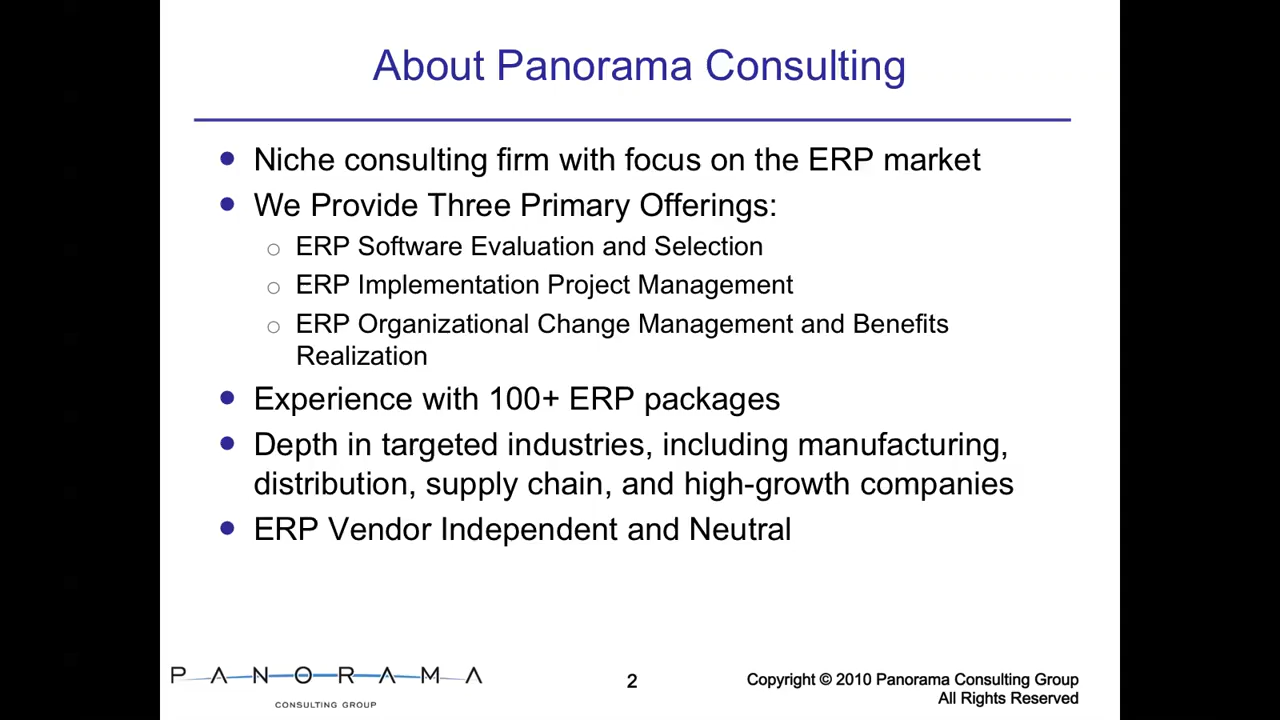 About Panorama Consulting
• Niche consulting firm with focus on the ERP market
• We Provide Three Primary Offerings:
○ ERP Software Evaluation and Selection
○ ERP Implementation Project Management
○ ERP Organizational Change Management and Benefits
Realization
• Experience with 100+ ERP packages
• Depth in targeted industries, including manufacturing,
distribution, supply chain, and high-growth companies
• ERP Vendor Independent and Neutral
PANORAMA
CONSULTING GROUP
2
Copyright © 2010 Panorama Consulting Group
All Rights Reserved